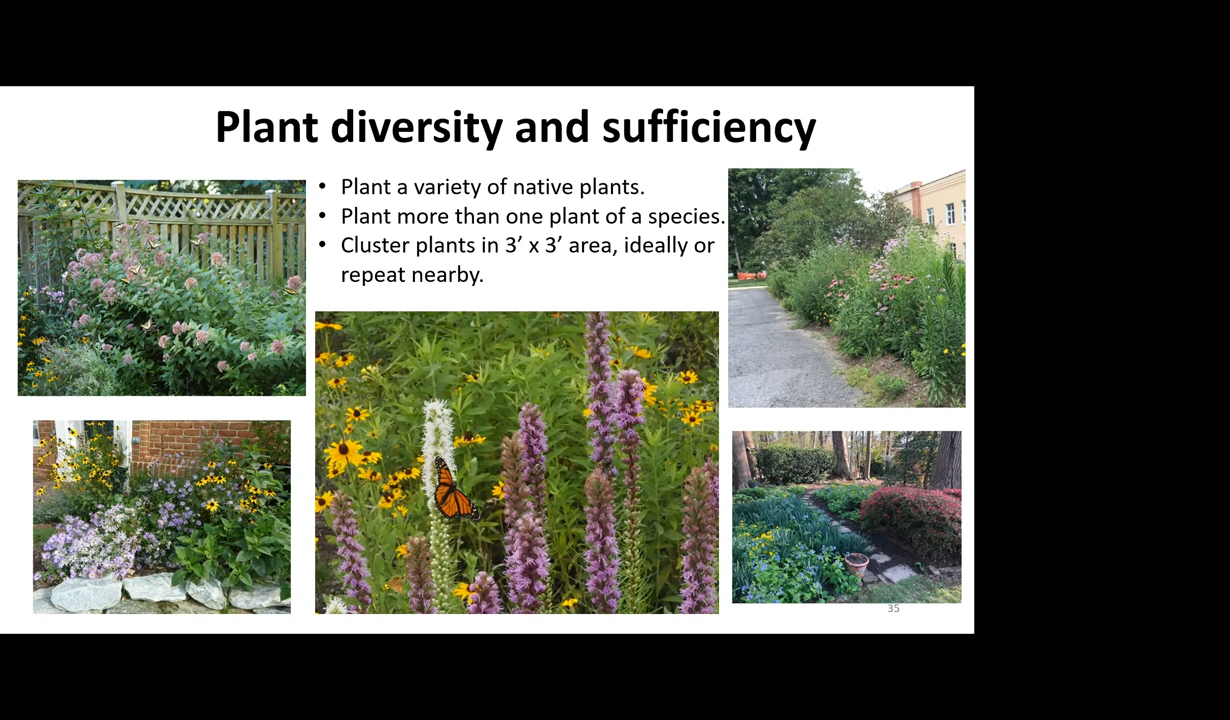 Plant diversity and sufficiency
• Plant a variety of native plants.
• Plant more than one plant of a species.
• Cluster plants in 3’ x 3’ area, ideally or
repeat nearby.
35